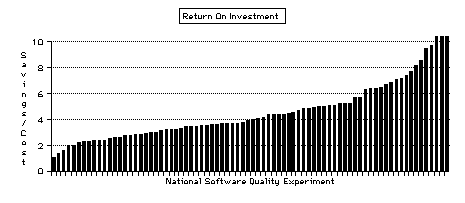 Return On Investment
10
8
6
4
2
0
Savings/Cost
National Software Quality Experiment